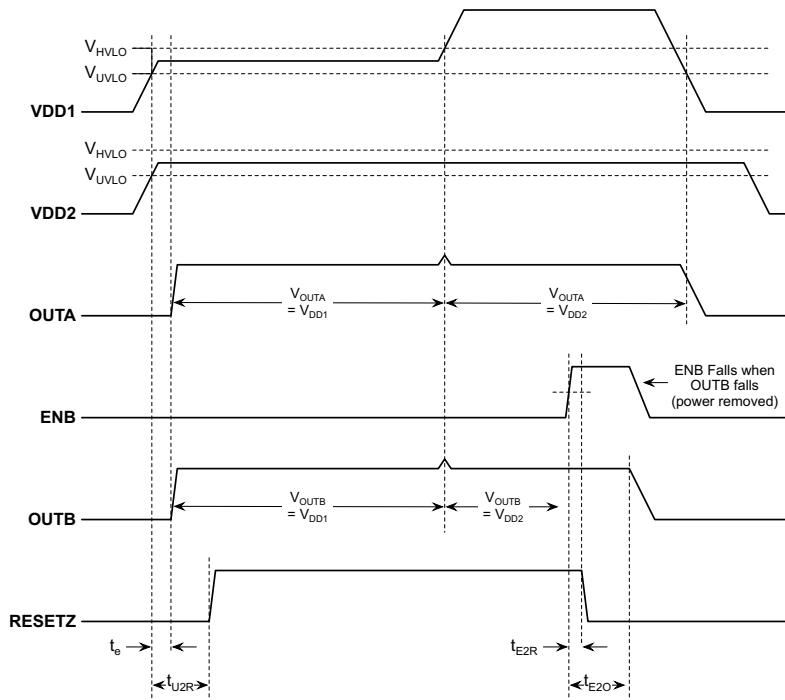 VHVLO
VUVLO
VDD1
VHVLO
VUVLO
VDD2
VOUTA
= VDD1
VOUTA
= VDD2
OUTA
ENB Falls when
OUTB falls
(power removed)
ENB
VOUTB
= VDD1
VOUTB
= VDD2
OUTB
RESETZ
te
tU2R
tE2R
tE2O